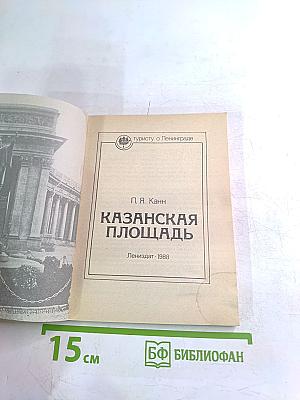 туристу о Ленинграде
П. Я. Канн
КАЗАНСКАЯ
ПЛОЩАДЬ
Лениздат·1988
15 см
БФ БИБЛИОФАН